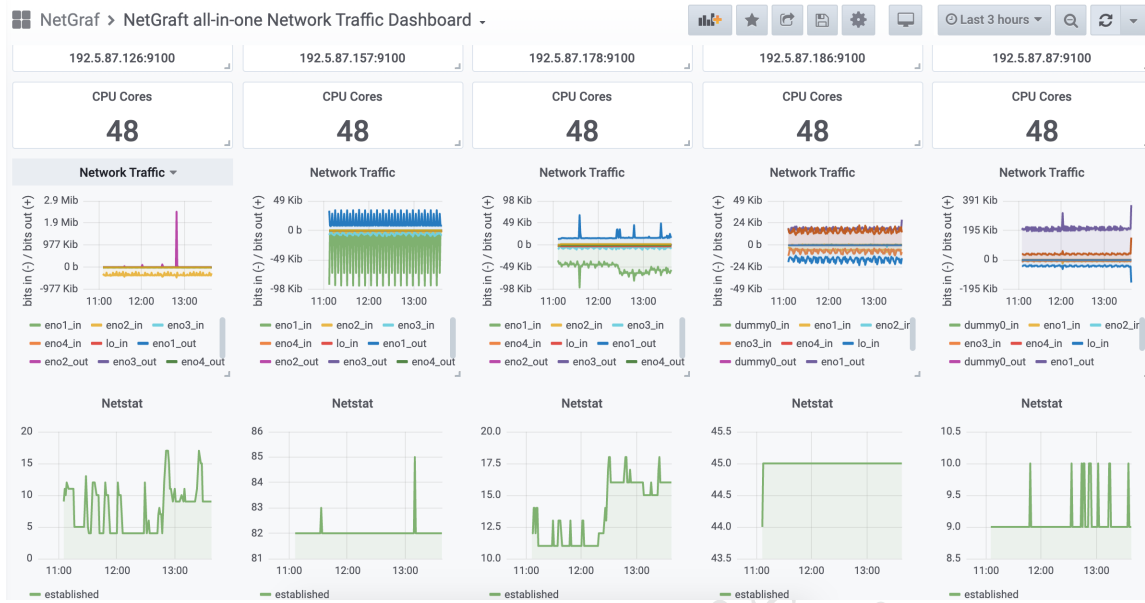 NetGraf > NetGraft all-in-one Network Traffic Dashboard
Last 3 hours
192.5.87.126:9100
192.5.87.157:9100
192.5.87.178:9100
192.5.87.186:9100
192.5.87.87:9100
CPU Cores
CPU Cores
CPU Cores
CPU Cores
CPU Cores
48
48
48
48
48
Network Traffic
bits in (-) / bits out (+)
2.9 Mib
1.9 Mib
977 Kib
0 b
-977 Kib
11:00 12:00 13:00
eno1_in eno2_in eno3_in
eno4_in lo_in eno1_out
eno2_out eno3_out eno4_out
Network Traffic
bits in (-) / bits out (+)
49 Kib
0 b
-49 Kib
-98 Kib
11:00 12:00 13:00
eno1_in eno2_in eno3_in
eno4_in lo_in eno1_out
eno2_out eno3_out eno4_out
Network Traffic
bits in (-) / bits out (+)
98 Kib
49 Kib
0 b
-49 Kib
-98 Kib
11:00 12:00 13:00
eno1_in eno2_in eno3_in
eno4_in lo_in eno1_out
eno2_out eno3_out eno4_out
Network Traffic
bits in (-) / bits out (+)
49 Kib
24 Kib
0 b
-24 Kib
-49 Kib
11:00 12:00 13:00
dummy0_in eno1_in eno2_in
eno3_in eno4_in lo_in
dummy0_out eno1_out
Network Traffic
bits in (-) / bits out (+)
391 Kib
195 Kib
0 b
-195 Kib
11:00 12:00 13:00
dummy0_in eno1_in eno2_in
eno3_in eno4_in lo_in
dummy0_out eno1_out
Netstat
20
15
10
5
0
11:00 12:00 13:00
established
Netstat
86
85
84
83
82
81
11:00 12:00 13:00
established
Netstat
20.0
17.5
15.0
12.5
10.0
11:00 12:00 13:00
established
Netstat
45.5
45.0
44.5
44.0
43.5
11:00 12:00 13:00
established
Netstat
10.5
10.0
9.5
9.0
8.5
11:00 12:00 13:00
established